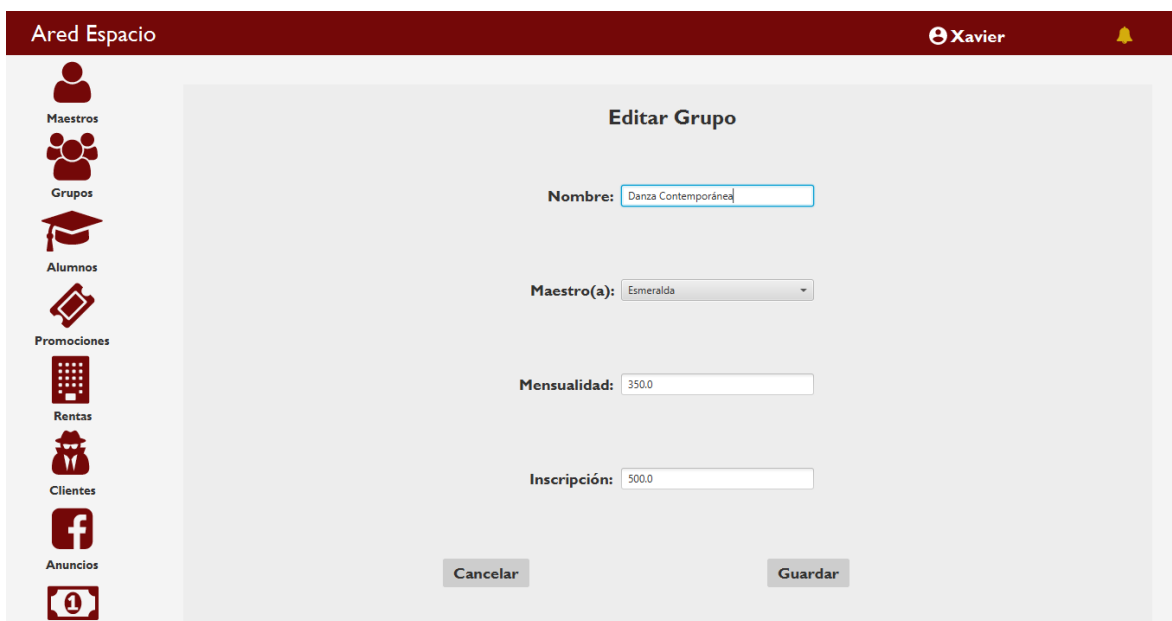 Ared Espacio
Xavier
Maestros
Grupos
Alumnos
Promociones
Rentas
Clientes
Anuncios
1
Editar Grupo
Nombre: Danza Contemporánea
Maestro(a): Esmeralda
Mensualidad: 350.0
Inscripción: 500.0
Cancelar Guardar